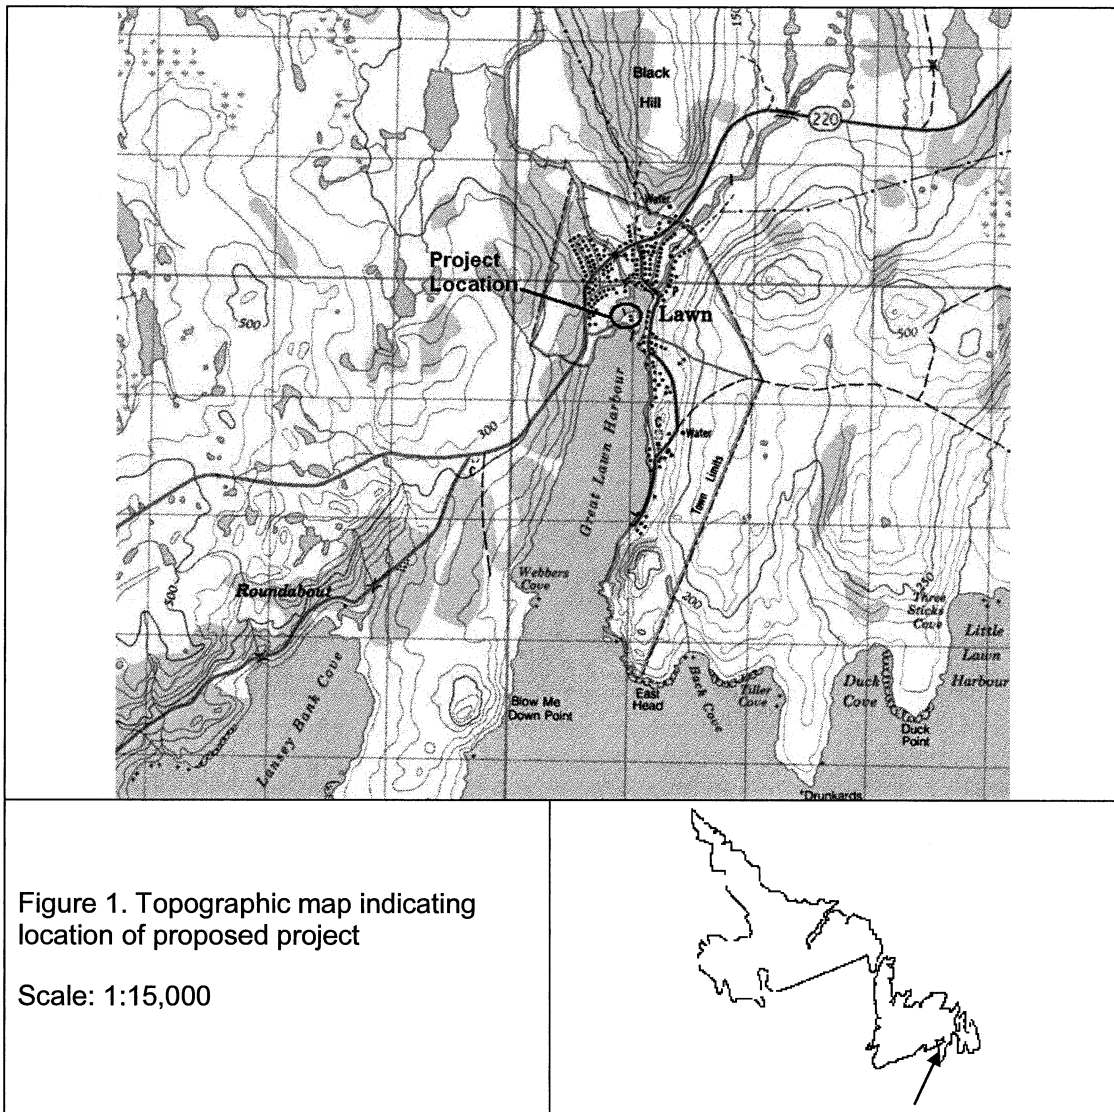 150
Black
Hill
220
Water
Project
Location
Lawn
500
500
Great Lawn Harbour
300
Water
Town Limits
Roundabout
500
Webbers
Cove
200
250
Three
Sticks
Cove
Little
Lawn
Harbour
Lansey Bank Cove
Blow Me
Down Point
East
Head
Back Cove
Tiller
Cove
Duck
Cove
Duck
Point
Drunkards
Figure 1. Topographic map indicating
location of proposed project
Scale: 1:15,000